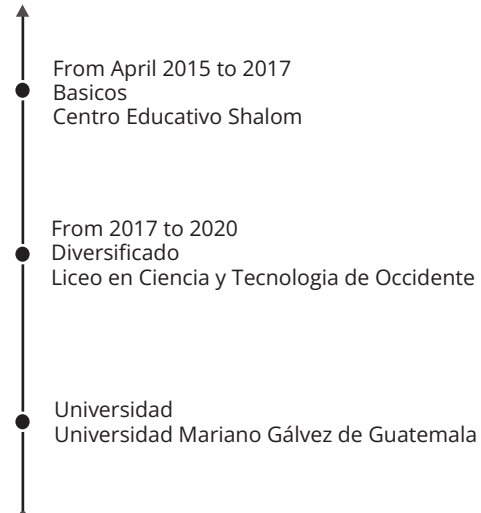 From April 2015 to 2017
Basicos
Centro Educativo Shalom
From 2017 to 2020
Diversificado
Liceo en Ciencia y Tecnologia de Occidente
Universidad
Universidad Mariano Gálvez de Guatemala